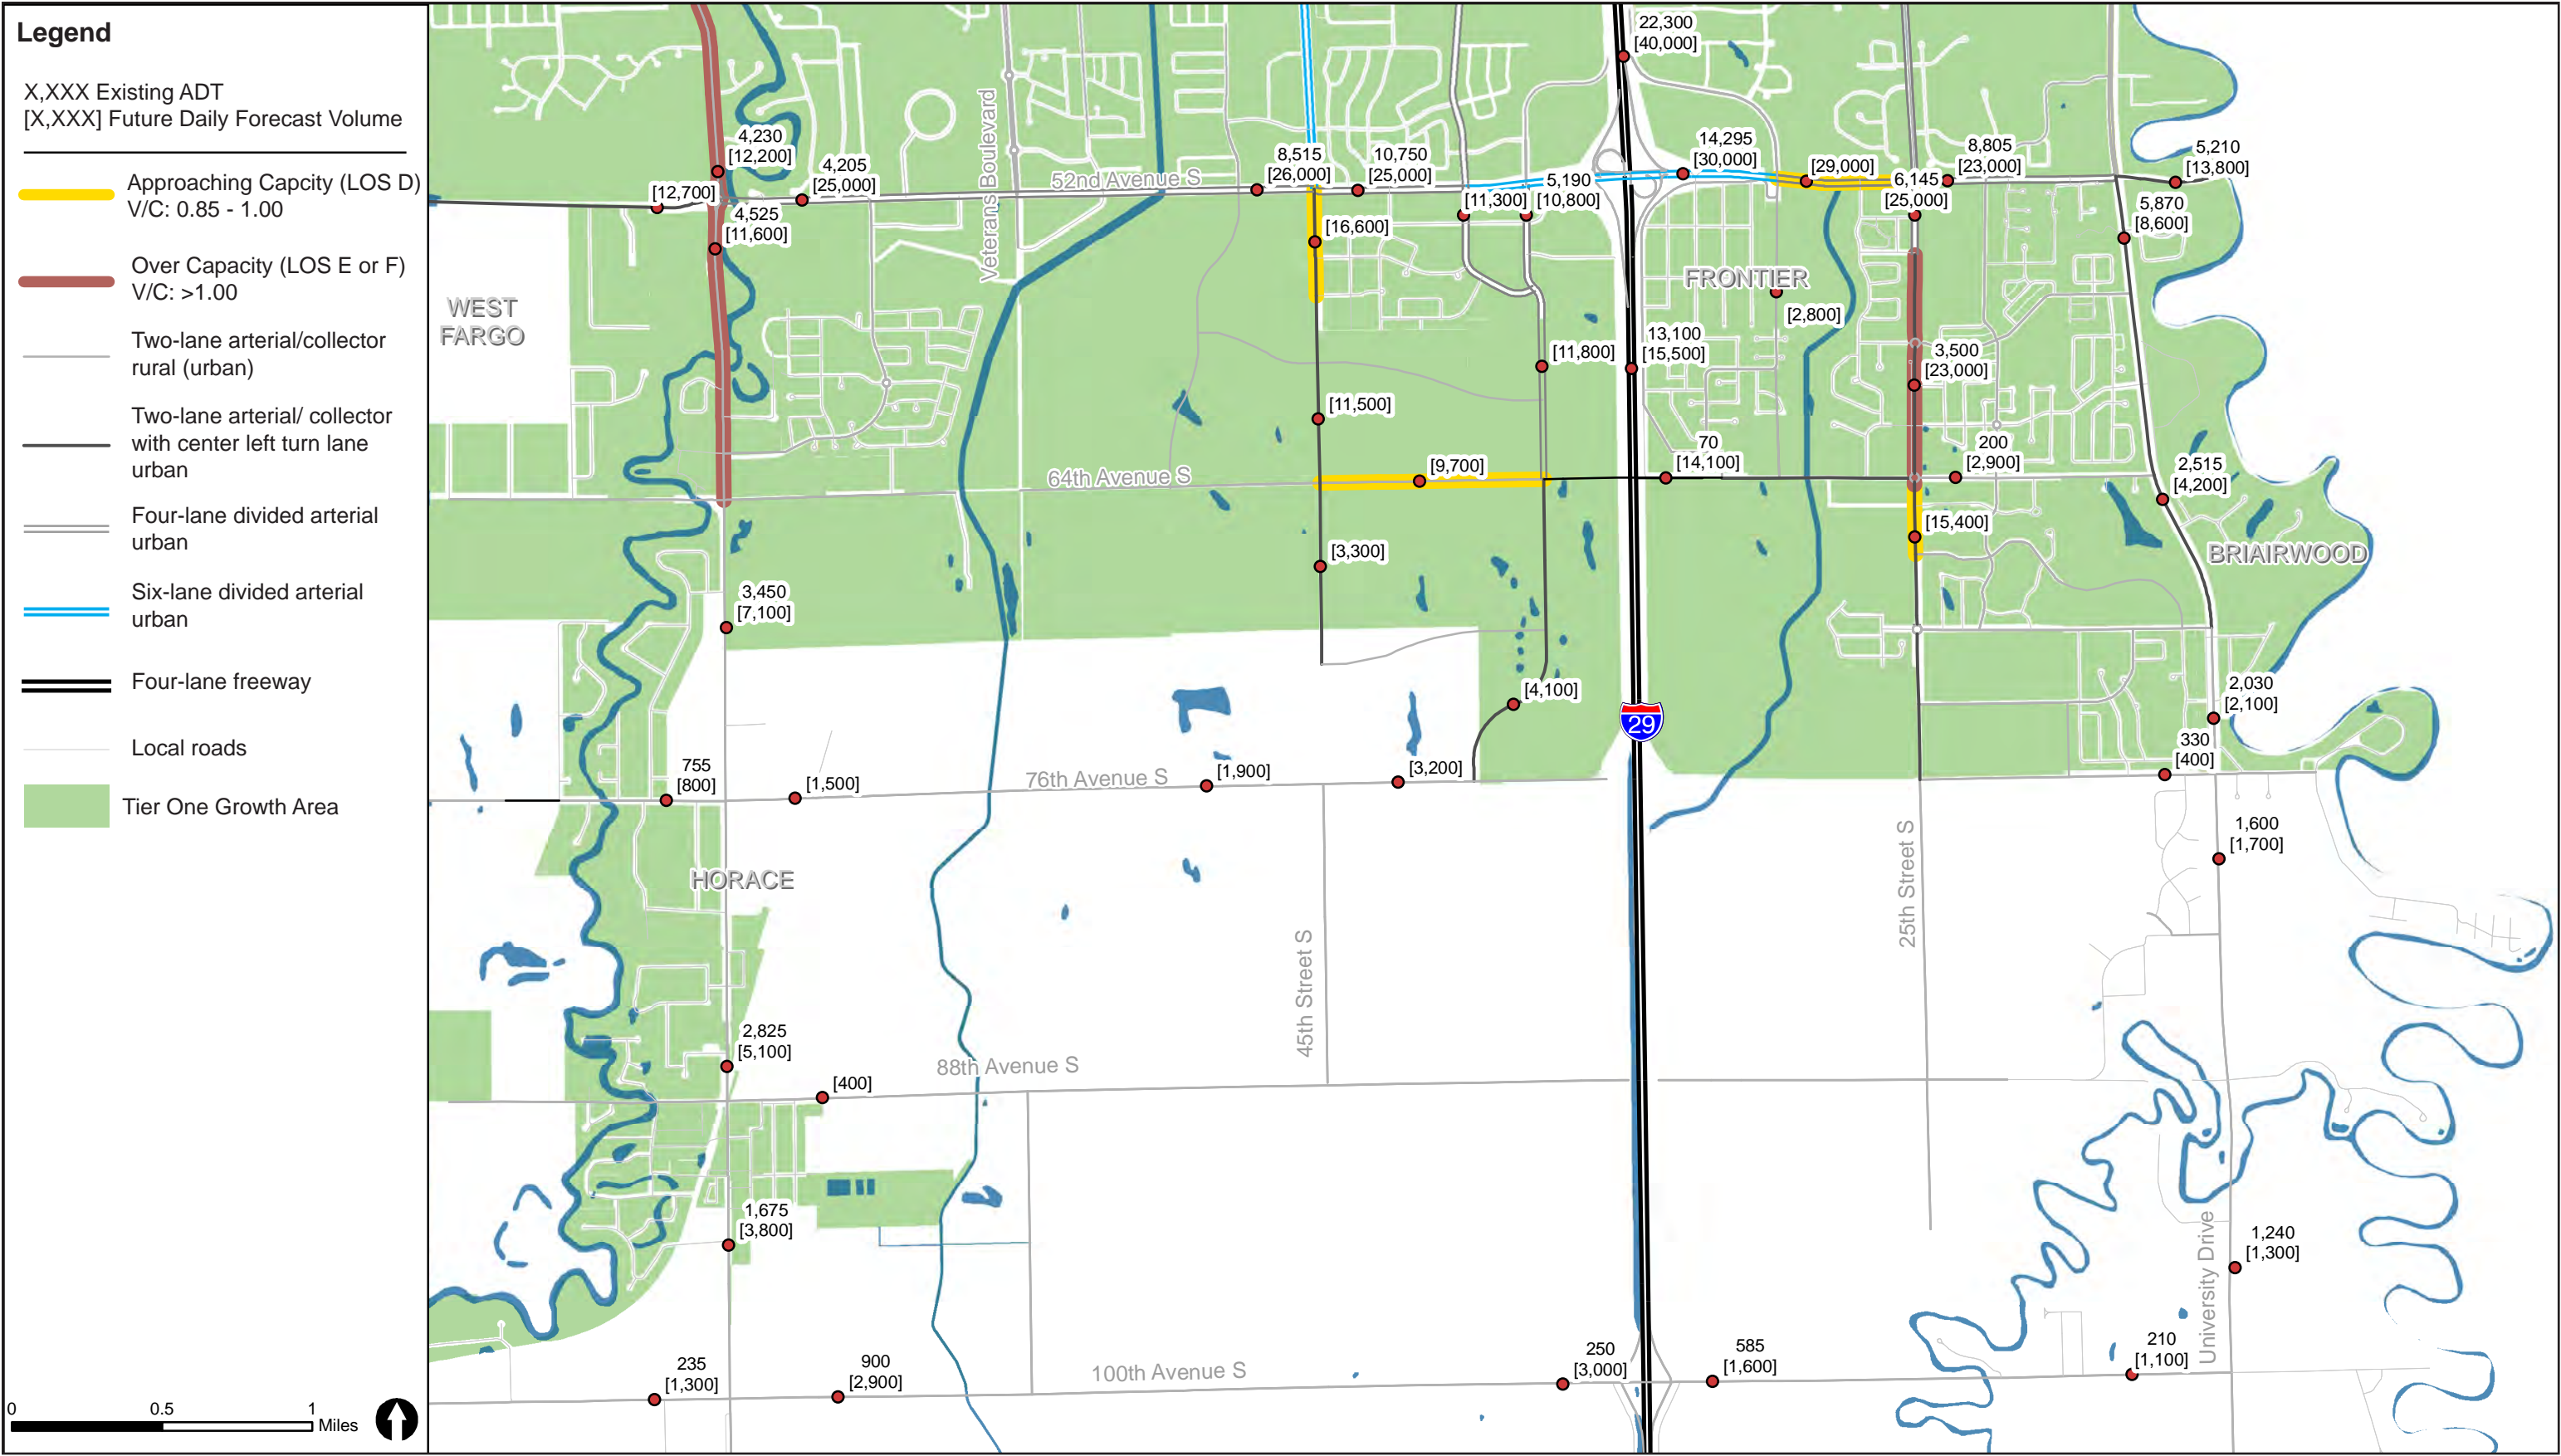 Legend
X,XXX Existing ADT
[X,XXX] Future Daily Forecast Volume
Approaching Capcity (LOS D)
V/C: 0.85 - 1.00
Over Capacity (LOS E or F)
V/C: >1.00
Two-lane arterial/collector
rural (urban)
Two-lane arterial/ collector
with center left turn lane
urban
Four-lane divided arterial
urban
Six-lane divided arterial
urban
Four-lane freeway
Local roads
Tier One Growth Area
0
0.5
1
Miles
22,300
[40,000]
4,230
[12,200]
4,205
[25,000]
[12,700]
4,525
[11,600]
Veterans Boulevard
52nd Avenue S
8,515
[26,000]
10,750
[25,000]
5,190
[10,800]
[11,300]
14,295
[30,000]
[29,000]
6,145
[25,000]
8,805
[23,000]
5,210
[13,800]
5,870
[8,600]
[16,600]
WEST
FARGO
FRONTIER
[2,800]
13,100
[15,500]
[11,800]
3,500
[23,000]
[11,500]
70
[14,100]
200
[2,900]
2,515
[4,200]
64th Avenue S
[9,700]
[15,400]
BRIAIRWOOD
[3,300]
3,450
[7,100]
[4,100]
29
2,030
[2,100]
330
[400]
755
[800]
[1,500]
76th Avenue S
[1,900]
[3,200]
1,600
[1,700]
HORACE
25th Street S
45th Street S
2,825
[5,100]
[400]
88th Avenue S
1,675
[3,800]
University Drive
1,240
[1,300]
235
[1,300]
900
[2,900]
100th Avenue S
250
[3,000]
585
[1,600]
210
[1,100]